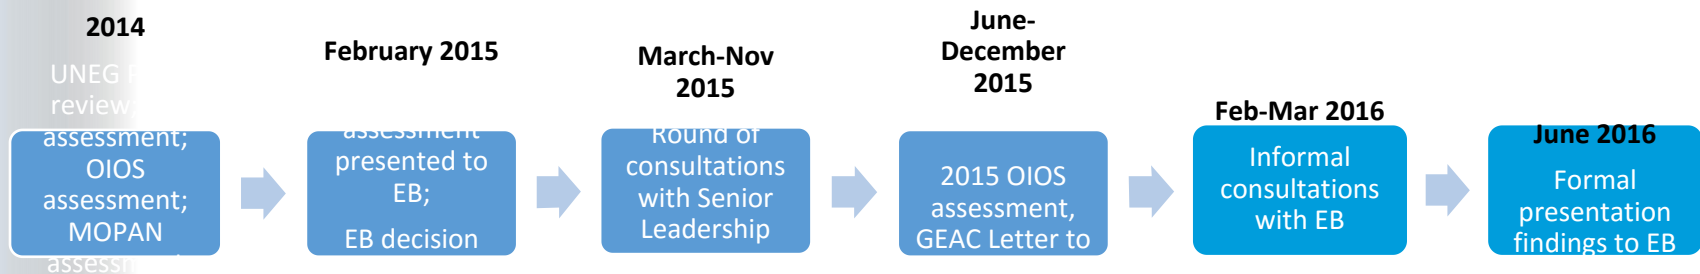 2014
UNEG
review;
assessment;
OIOS
assessment;
MOPAN
assessment
February 2015
assessment
presented to
EB;
EB decision
March-Nov
2015
Round of
consultations
with Senior
Leadership
June-
December
2015
2015 OIOS
assessment,
GEAC Letter to
Feb-Mar 2016
Informal
consultations
with EB
June 2016
Formal
presentation
findings to EB